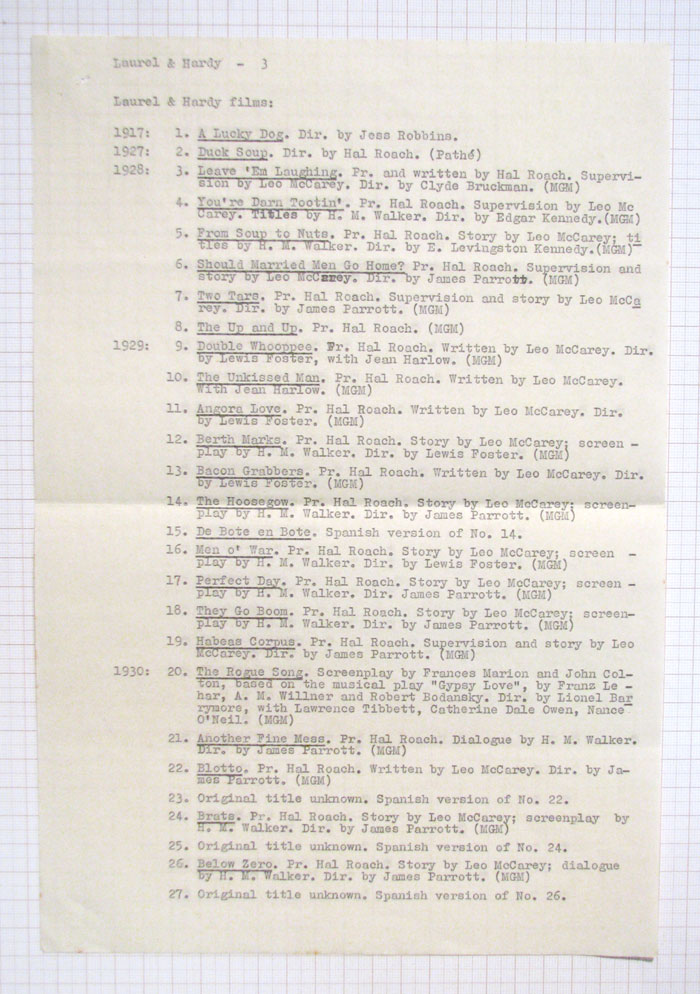 Laurel & Hardy - 3
Laurel & Hardy films:
1917: 1. A Lucky Dog. Dir. by Jess Robbins.
1927: 2. Duck Soup. Dir. by Hal Roach. (Pathé)
1928: 3. Leave 'Em Laughing. Pr. and written by Hal Roach. Supervi-
sion by Leo McCarey. Dir. by Clyde Bruckman. (MGM)
4. You're Darn Tootin'. Pr. Hal Roach. Supervision by Leo Mc
Carey. Titles by H. M. Walker. Dir. by Edgar Kennedy.(MGM)
5. From Soup to Nuts. Pr. Hal Roach. Story by Leo McCarey; ti
tles by H. M. Walker. Dir. by E. Levingston Kennedy.(MGM)
6. Should Married Men Go Home? Pr. Hal Roach. Supervision and
story by Leo McCarey. Dir. by James Parrott. (MGM)
7. Two Tars. Pr. Hal Roach. Supervision and story by Leo McCa
rey. Dir. by James Parrott. (MGM)
8. The Up and Up. Pr. Hal Roach. (MGM)
1929: 9. Double Whooppee. Pr. Hal Roach. Written by Leo McCarey. Dir.
by Lewis Foster, with Jean Harlow. (MGM)
10. The Unkissed Man. Pr. Hal Roach. Written by Leo McCarey.
With Jean Harlow. (MGM)
11. Angora Love. Pr. Hal Roach. Written by Leo McCarey. Dir.
by Lewis Foster. (MGM)
12. Berth Marks. Pr. Hal Roach. Story by Leo McCarey; screen -
play by H. M. Walker. Dir. by Lewis Foster. (MGM)
13. Bacon Grabbers. Pr. Hal Roach. Written by Leo McCarey. Dir.
by Lewis Foster. (MGM)
14. The Hoosegow. Pr. Hal Roach. Story by Leo McCarey; screen-
play by H. M. Walker. Dir. by James Parrott. (MGM)
15. De Bote en Bote. Spanish version of No. 14.
16. Men o' War. Pr. Hal Roach. Story by Leo McCarey; screen -
play by H. M. Walker. Dir. by Lewis Foster. (MGM)
17. Perfect Day. Pr. Hal Roach. Story by Leo McCarey; screen -
play by H. M. Walker. Dir. James Parrott. (MGM)
18. They Go Boom. Pr. Hal Roach. Story by Leo McCarey; screen-
play by H. M. Walker. Dir. by James Parrott. (MGM)
19. Habeas Corpus. Pr. Hal Roach. Supervision and story by Leo
McCarey. Dir. by James Parrott. (MGM)
1930: 20. The Rogue Song. Screenplay by Frances Marion and John Col-
ton, based on the musical play "Gypsy Love", by Franz Le -
har, A. M. Willner and Robert Bodansky. Dir. by Lionel Bar
rymore, with Lawrence Tibbett, Catherine Dale Owen, Nance
O'Neil. (MGM)
21. Another Fine Mess. Pr. Hal Roach. Dialogue by H. M. Walker.
Dir. by James Parrott. (MGM)
22. Blotto. Pr. Hal Roach. Written by Leo McCarey. Dir. by Ja-
mes Parrott. (MGM)
23. Original title unknown. Spanish version of No. 22.
24. Brats. Pr. Hal Roach. Story by Leo McCarey; screenplay by
H. M. Walker. Dir. by James Parrott. (MGM)
25. Original title unknown. Spanish version of No. 24.
26. Below Zero. Pr. Hal Roach. Story by Leo McCarey; dialogue
by H. M. Walker. Dir. by James Parrott. (MGM)
27. Original title unknown. Spanish version of No. 26.